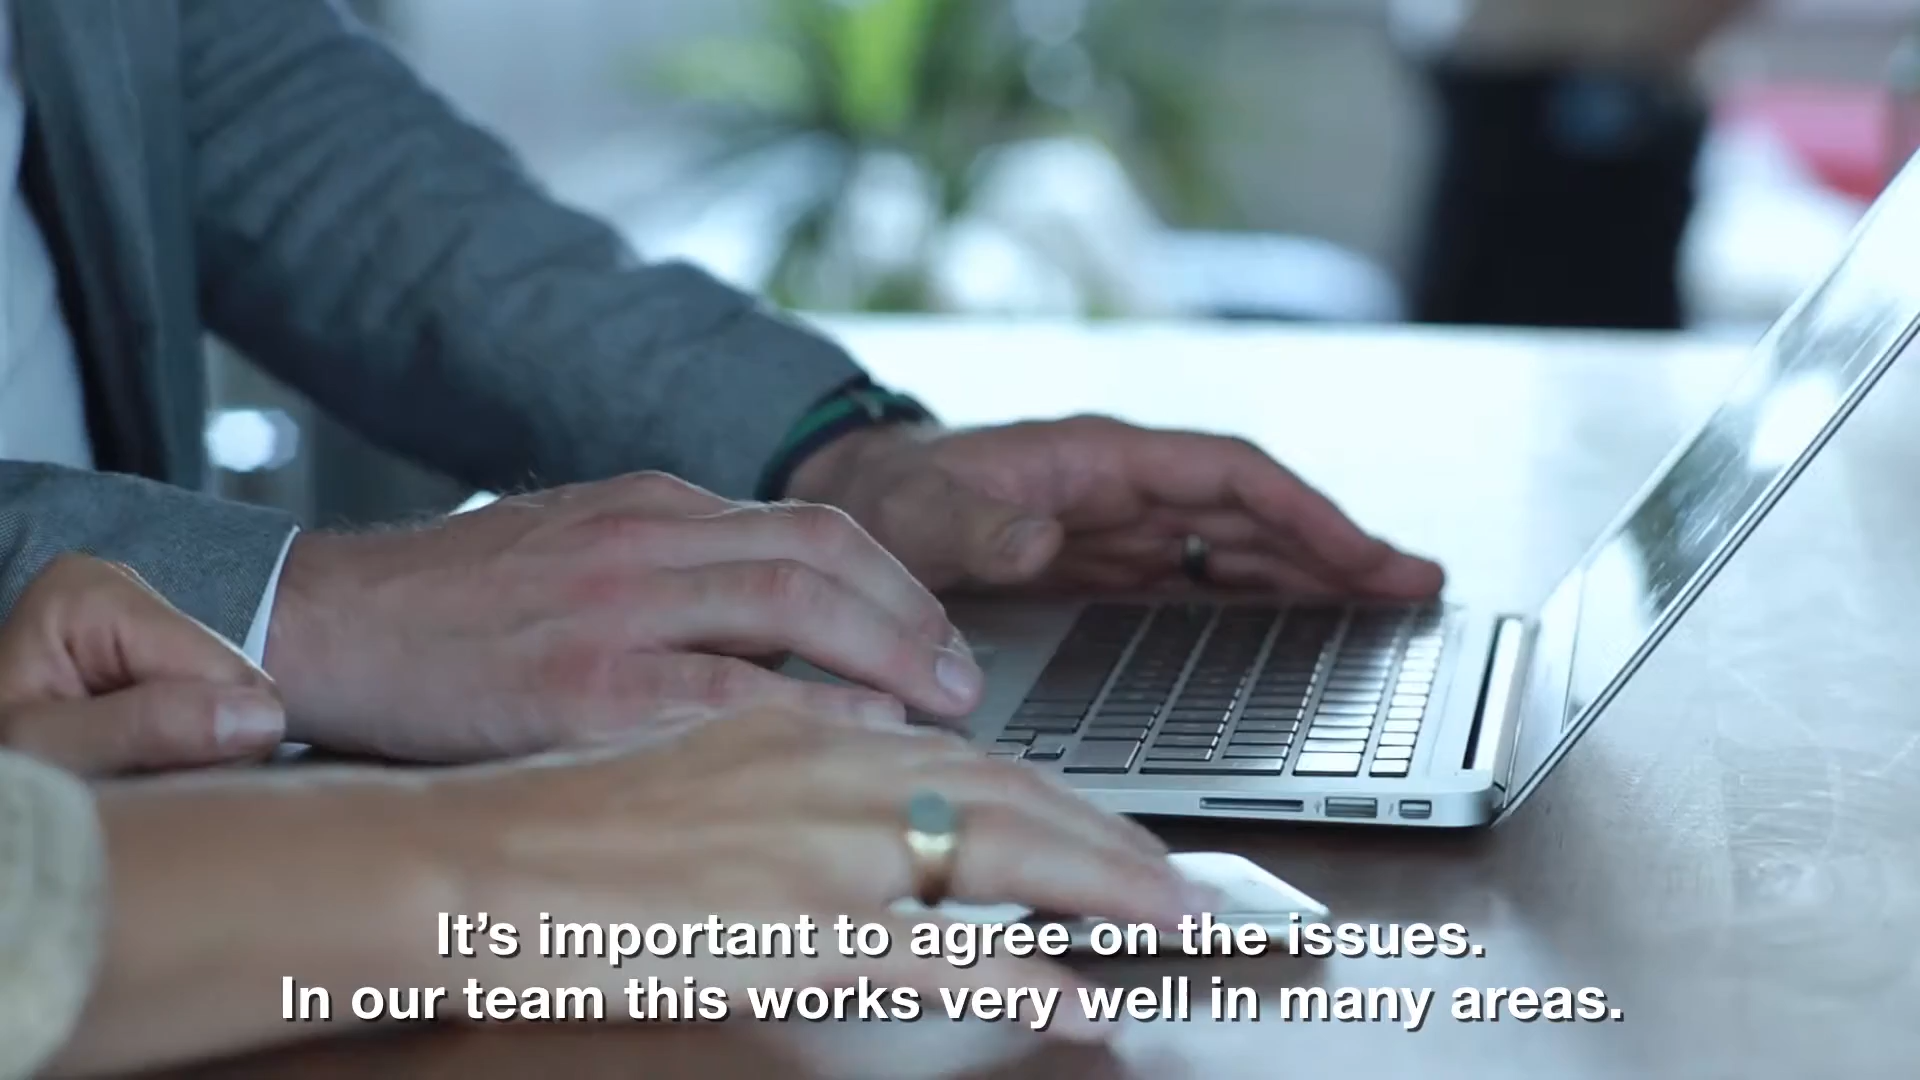 It’s important to agree on the issues.
In our team this works very well in many areas.